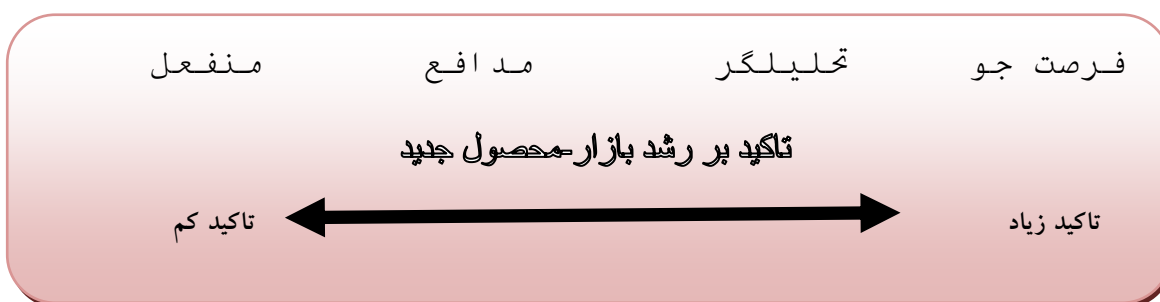 فرصت جو تحلیلگر مدافع منفعل
تاکید بر رشد بازار-محصول جدید
تاکید زیاد تاکید کم